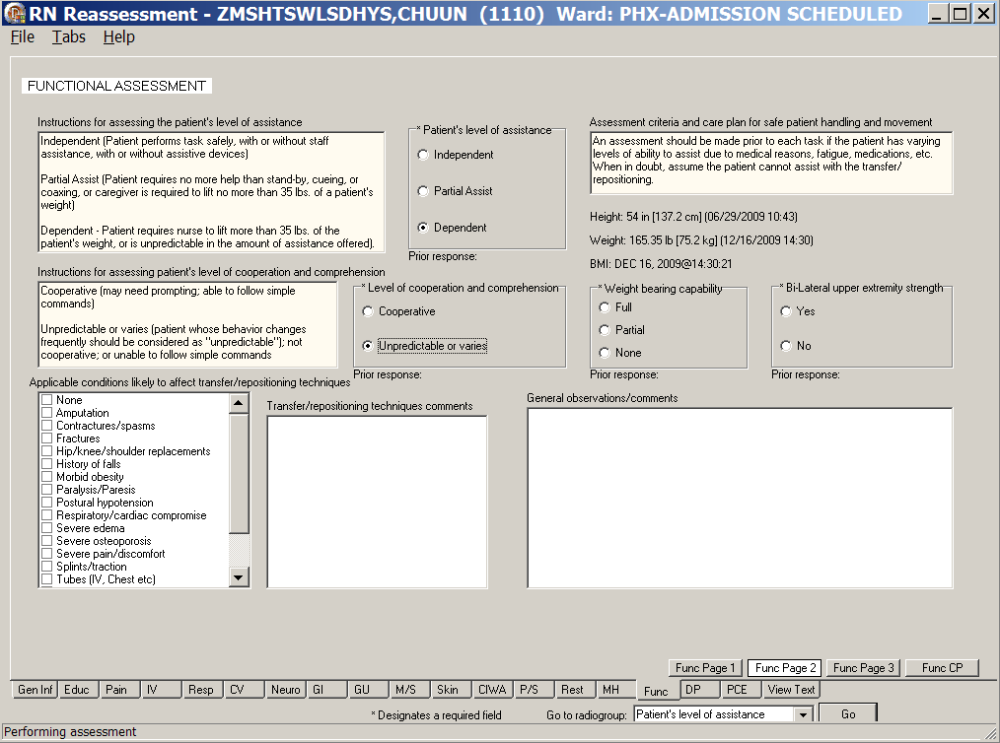 RN Reassessment - ZMSHTSWLSDHYS,CHUUN (1110) Ward: PHX-ADMISSION SCHEDULED
File Tabs Help
FUNCTIONAL ASSESSMENT
Instructions for assessing the patient's level of assistance
Independent (Patient performs task safely, with or without staff
assistance, with or without assistive devices)
Partial Assist (Patient requires no more help than stand-by, cueing, or
coaxing, or caregiver is required to lift no more than 35 lbs. of a patient's
weight)
Dependent - Patient requires nurse to lift more than 35 lbs. of the
patient's weight, or is unpredictable in the amount of assistance offered).
* Patient's level of assistance
Independent
Partial Assist
Dependent
Prior response:
Assessment criteria and care plan for safe patient handling and movement
An assessment should be made prior to each task if the patient has varying
levels of ability to assist due to medical reasons, fatigue, medications, etc.
When in doubt, assume the patient cannot assist with the transfer/
repositioning.
Height: 54 in [137.2 cm] (06/29/2009 10:43)
Weight: 165.35 lb [75.2 kg] (12/16/2009 14:30)
BMI: DEC 16, 2009@14:30:21
Instructions for assessing patient's level of cooperation and comprehension
Cooperative (may need prompting; able to follow simple
commands)
Unpredictable or varies (patient whose behavior changes
frequently should be considered as "unpredictable"); not
cooperative; or unable to follow simple commands
* Level of cooperation and comprehension
Cooperative
Unpredictable or varies
Prior response:
* Weight bearing capability
Full
Partial
None
Prior response:
* Bi-Lateral upper extremity strength
Yes
No
Prior response:
Applicable conditions likely to affect transfer/repositioning techniques
None
Amputation
Contractures/spasms
Fractures
Hip/knee/shoulder replacements
History of falls
Morbid obesity
Paralysis/Paresis
Postural hypotension
Respiratory/cardiac compromise
Severe edema
Severe osteoporosis
Severe pain/discomfort
Splints/traction
Tubes (IV, Chest etc)
Transfer/repositioning techniques comments
General observations/comments
Func Page 1 Func Page 2 Func Page 3 Func CP
Gen Inf Educ Pain IV Resp CV Neuro GI GU M/S Skin CIWA P/S Rest MH Func DP PCE View Text
* Designates a required field Go to radiogroup: Patient's level of assistance Go
Performing assessment